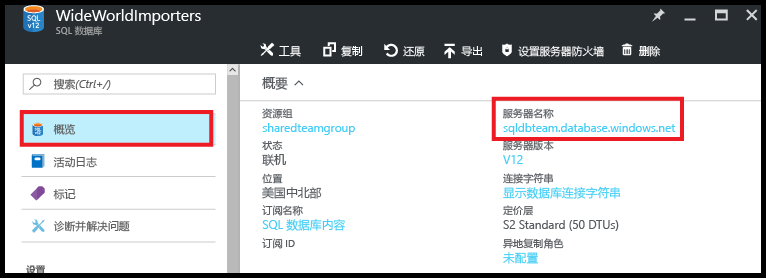 WideWorldImporters
SQL 数据库
SQL
v12
工具
复制
还原
导出
设置服务器防火墙
删除
搜索(Ctrl+/)
概览
活动日志
标记
诊断并解决问题
设置
概要
资源组
sharedteamgroup
状态
联机
位置
美国中北部
订阅名称
SQL 数据库内容
订阅 ID
服务器名称
sqldbteam.database.windows.net
服务器版本
V12
连接字符串
显示数据库连接字符串
定价层
S2 Standard (50 DTUs)
异地复制角色
未配置